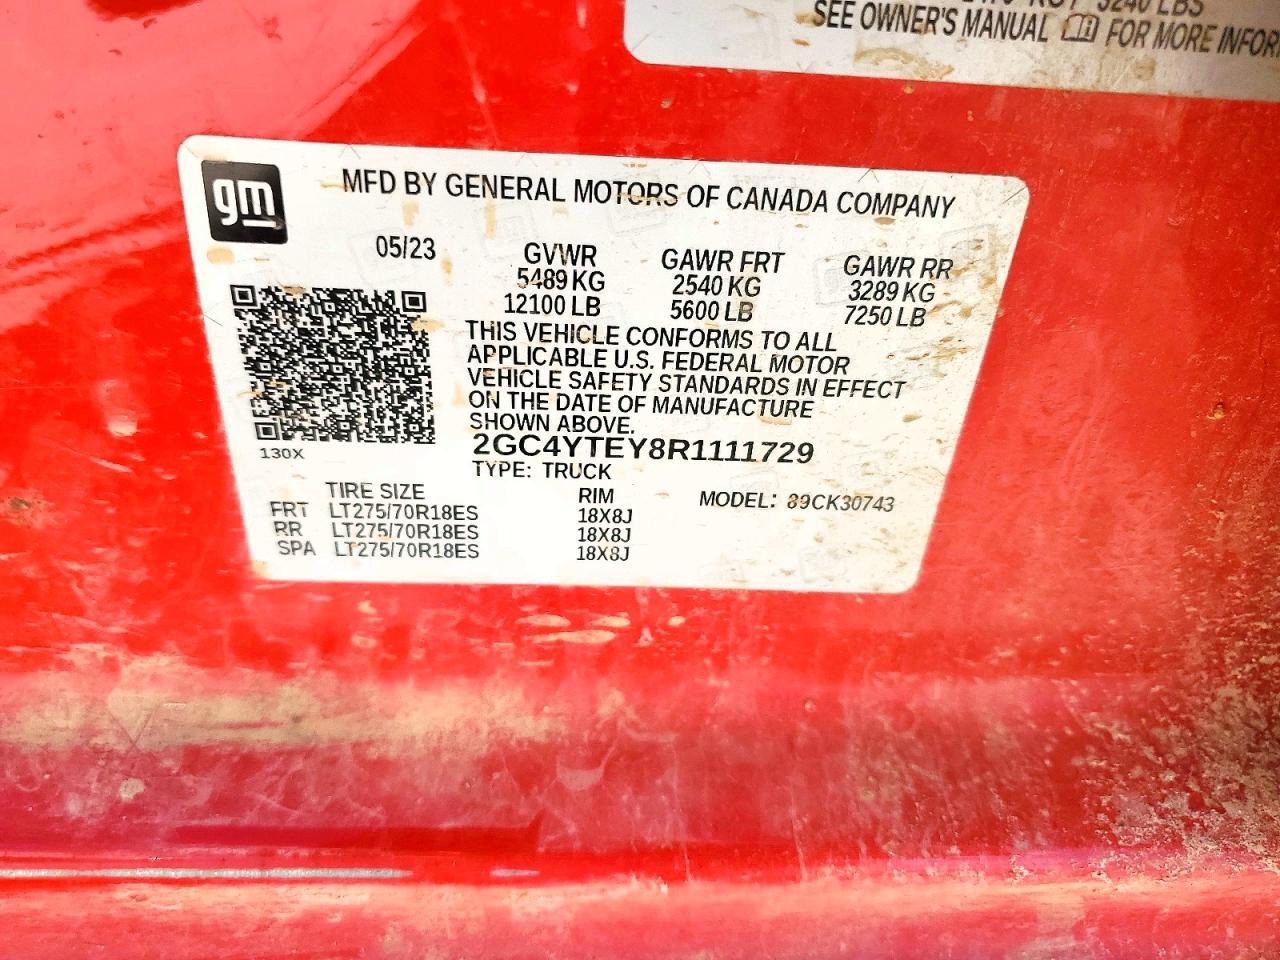 3240 LBS
SEE OWNER'S MANUAL FOR MORE
gm
MFD BY GENERAL MOTORS OF CANADA COMPANY
05/23 GVWR GAWR FRT GAWR RR
5489 KG 2540 KG 3289 KG
12100 LB 5600 LB 7250 LB
THIS VEHICLE CONFORMS TO ALL
APPLICABLE U.S. FEDERAL MOTOR
VEHICLE SAFETY STANDARDS IN EFFECT
ON THE DATE OF MANUFACTURE
SHOWN ABOVE.
2GC4YTEY8R1111729
130X
TYPE: TRUCK
TIRE SIZE RIM MODEL: 89CK30743
FRT LT275/70R18ES 18X8J
RR LT275/70R18ES 18X8J
SPA LT275/70R18ES 18X8J